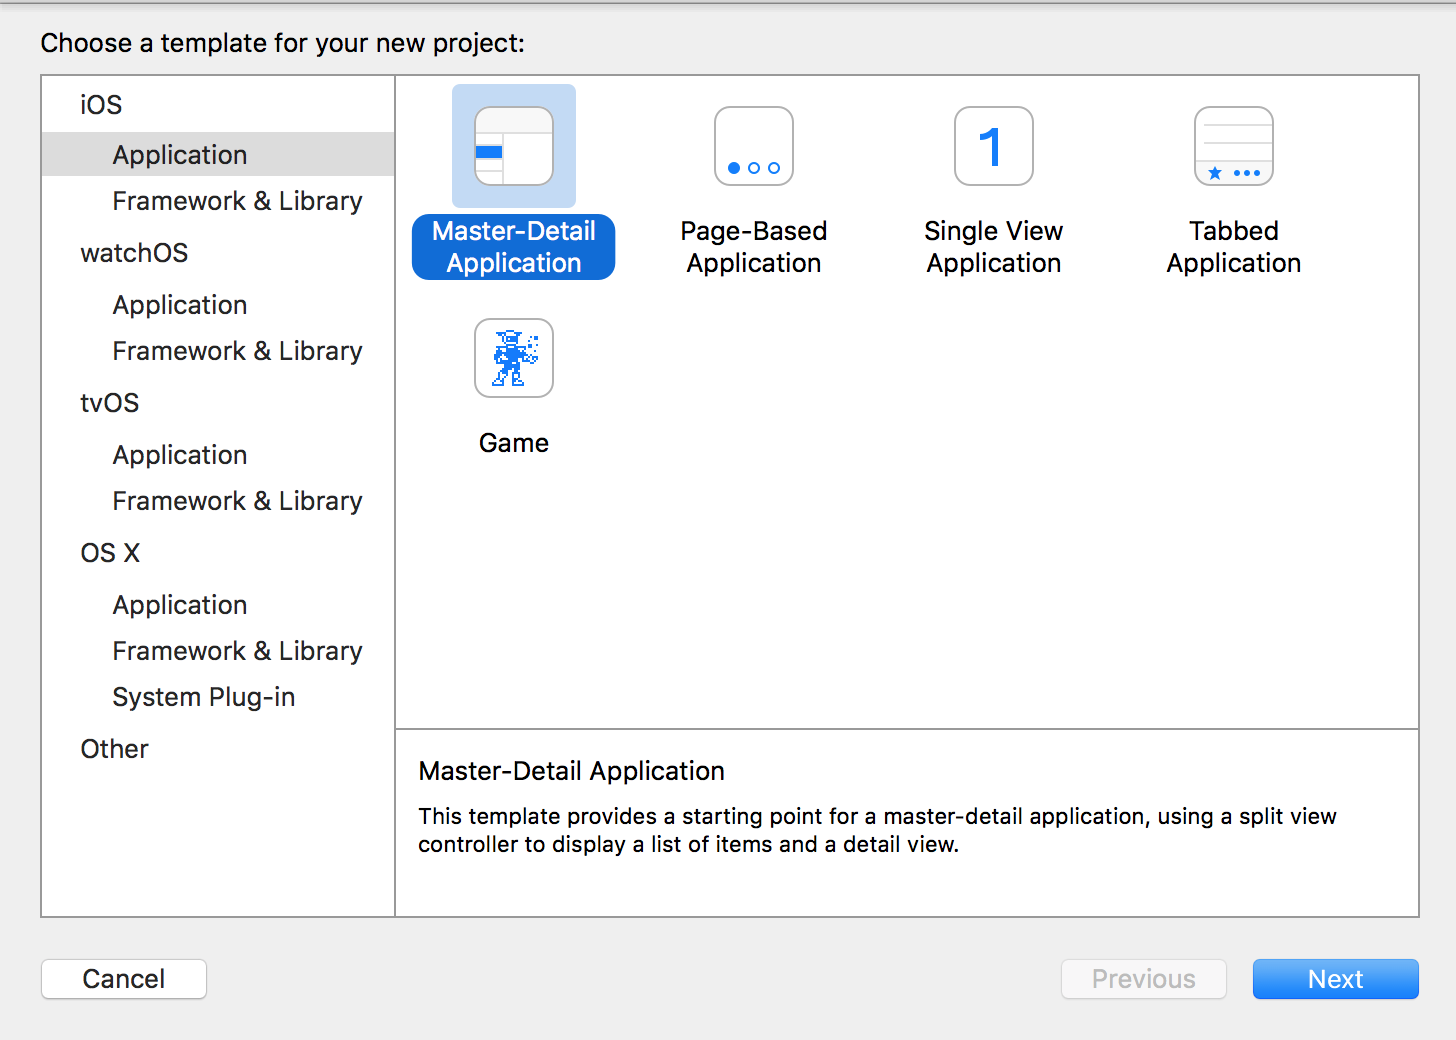 Choose a template for your new project:
iOS
Application
Framework & Library
watchOS
Application
Framework & Library
tvOS
Application
Framework & Library
OS X
Application
Framework & Library
System Plug-in
Other
Master-Detail
Application
Page-Based
Application
1
Single View
Application
Tabbed
Application
Game
Master-Detail Application
This template provides a starting point for a master-detail application, using a split view
controller to display a list of items and a detail view.
Cancel
Previous
Next